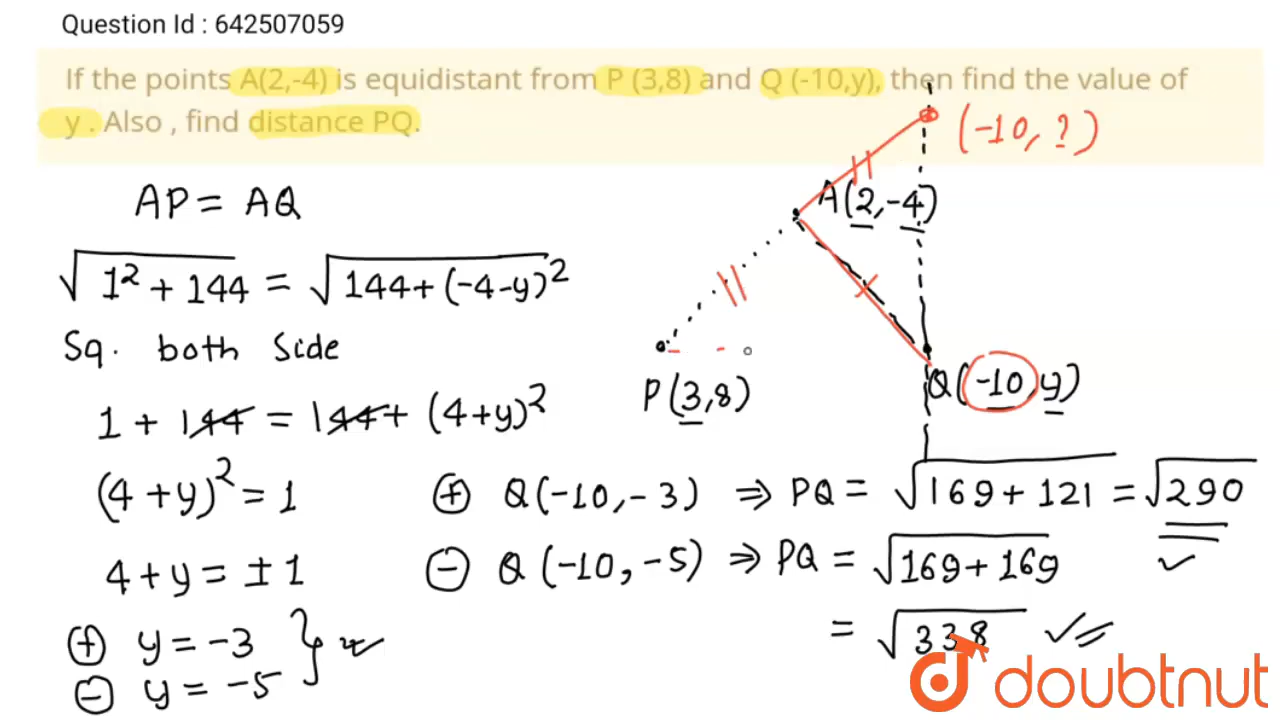 Question Id : 642507059
If the points A(2,-4) is equidistant from P (3,8) and Q (-10,y), then find the value of
y . Also , find distance PQ.
(-10, ?)
AP = AQ
A(2,-4)
√1² + 144 = √144+(-4-y)²
Sq. both Side
P(3,8)
Q(-10,y)
1 + 144 = 144+ (4+y)²
(4+y)² = 1
⊕ Q(-10,-3) ⇒ PQ = √169+121 = √290
4+y = ±1
⊖ Q (-10,-5) ⇒ PQ = √169+169
= √338
⊕ y = -3
⊖ y = -5
doubtnut